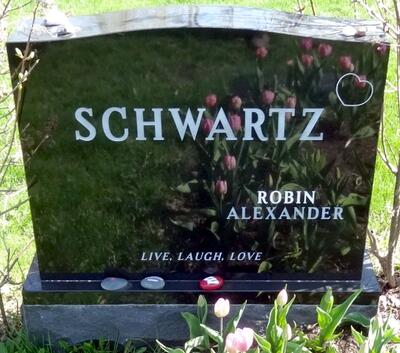 SCHWARTZ
ROBIN
ALEXANDER
LIVE, LAUGH, LOVE